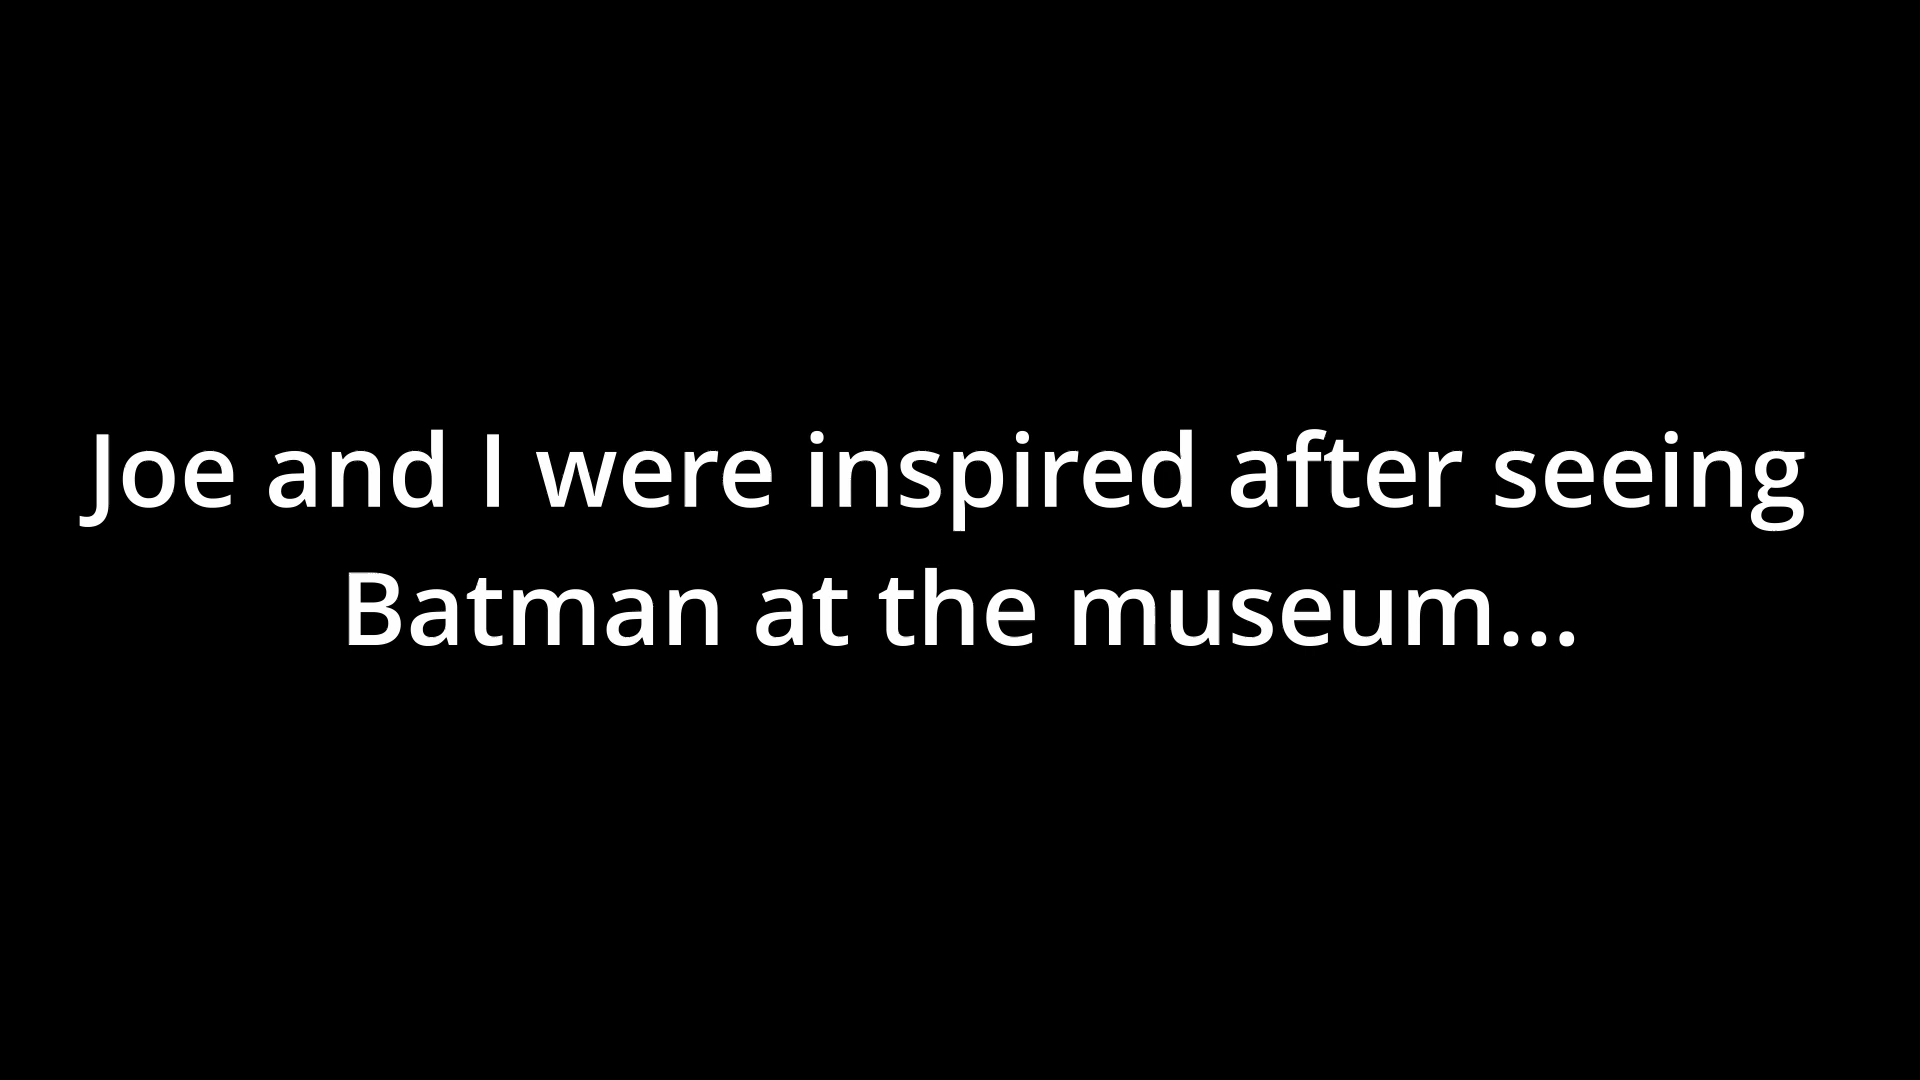 Joe and I were inspired after seeing
Batman at the museum...